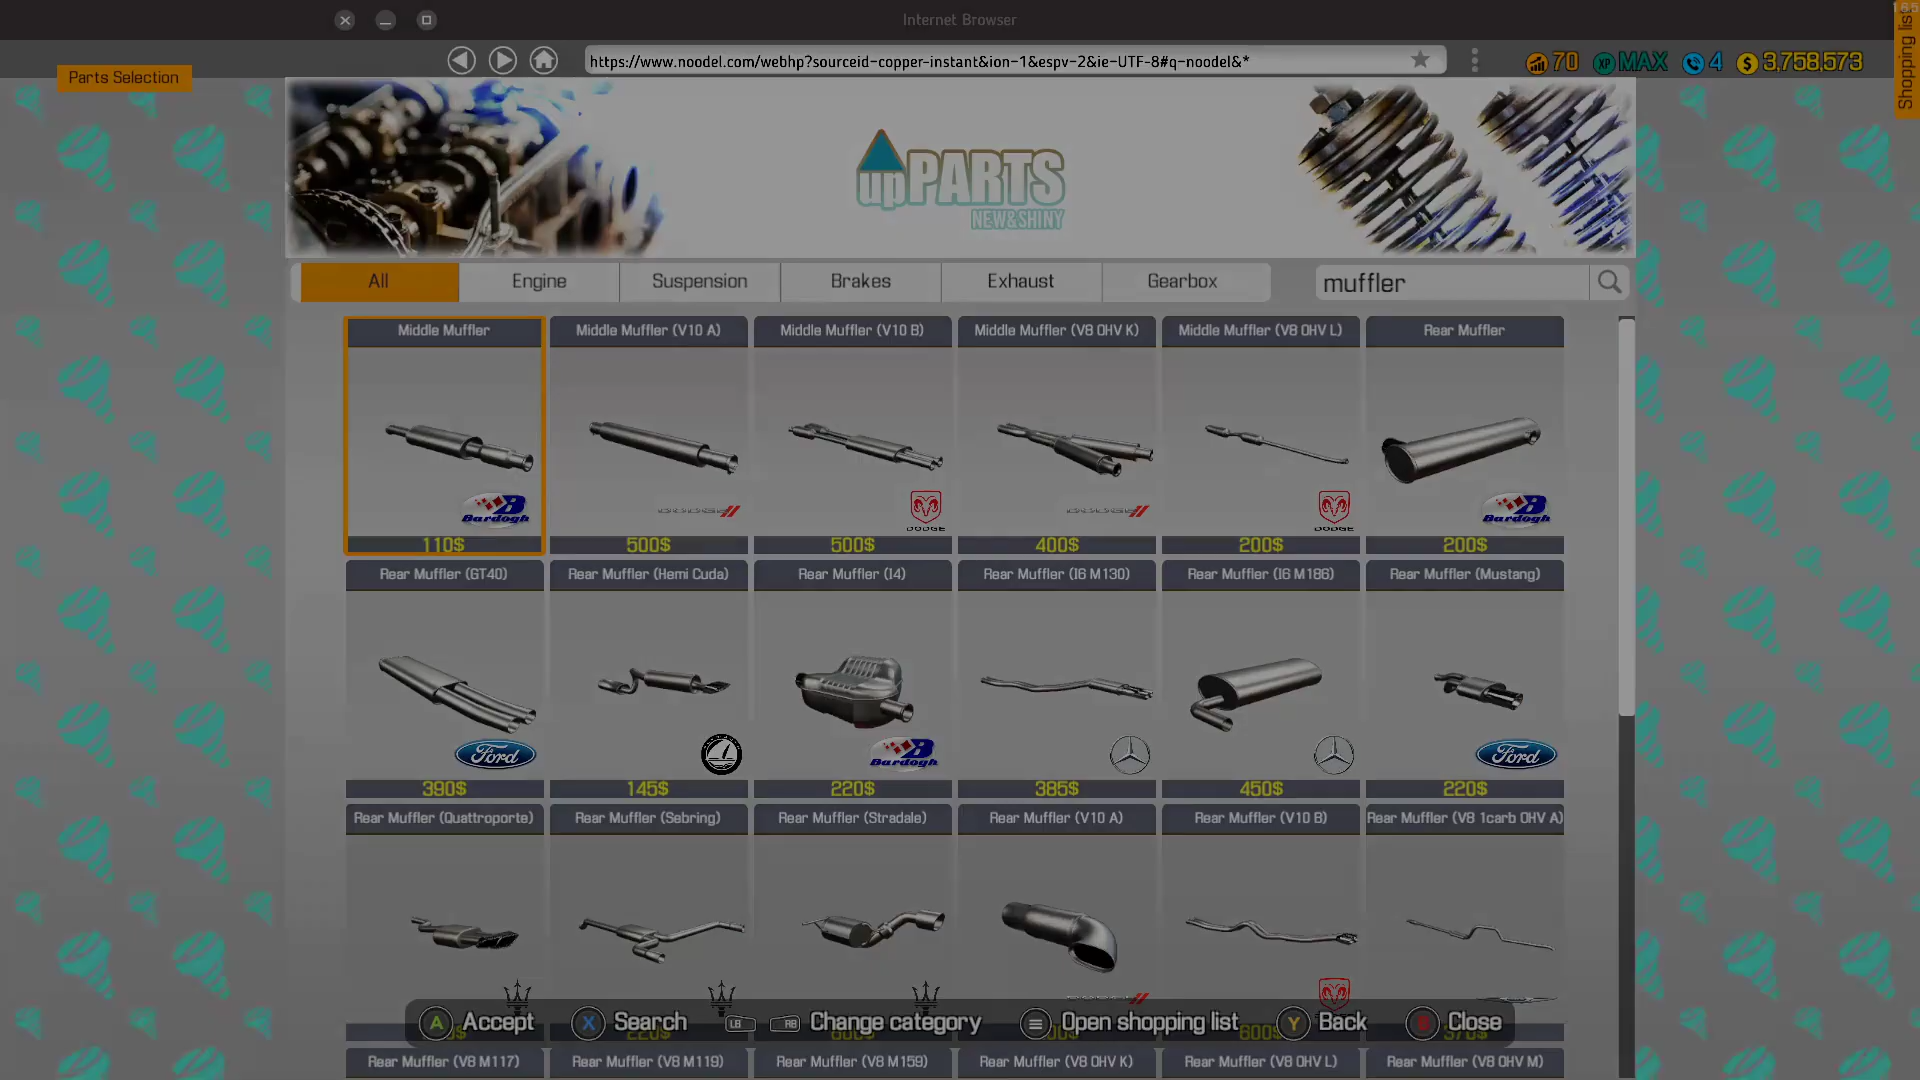 Internet Browser
165
Shopping list
https://www.noodel.com/webhp?sourceid-copper-instant&ion-1&espv-2&ie-UTF-8#q-noodel&*
70 XP MAX 4 $ 3,758,573
Parts Selection
upPARTS
NEW&SHINY
All Engine Suspension Brakes Exhaust Gearbox muffler
Middle Muffler Middle Muffler (V10 A) Middle Muffler (V10 B) Middle Muffler (V8 OHV K) Middle Muffler (V8 OHV L) Rear Muffler
Bardogh DODGE DODGE DODGE DODGE Bardogh
110$ 500$ 500$ 400$ 200$ 200$
Rear Muffler (GT40) Rear Muffler (Hemi Cuda) Rear Muffler (I4) Rear Muffler (I6 M130) Rear Muffler (I6 M186) Rear Muffler (Mustang)
Ford Bardogh Ford
390$ 145$ 220$ 385$ 450$ 220$
Rear Muffler (Quattroporte) Rear Muffler (Sebring) Rear Muffler (Stradale) Rear Muffler (V10 A) Rear Muffler (V10 B) Rear Muffler (V8 1carb OHV A)
A Accept X Search LB RB Change category Open shopping list Y Back B Close
Rear Muffler (V8 M117) Rear Muffler (V8 M119) Rear Muffler (V8 M159) Rear Muffler (V8 OHV K) Rear Muffler (V8 OHV L) Rear Muffler (V8 OHV M)